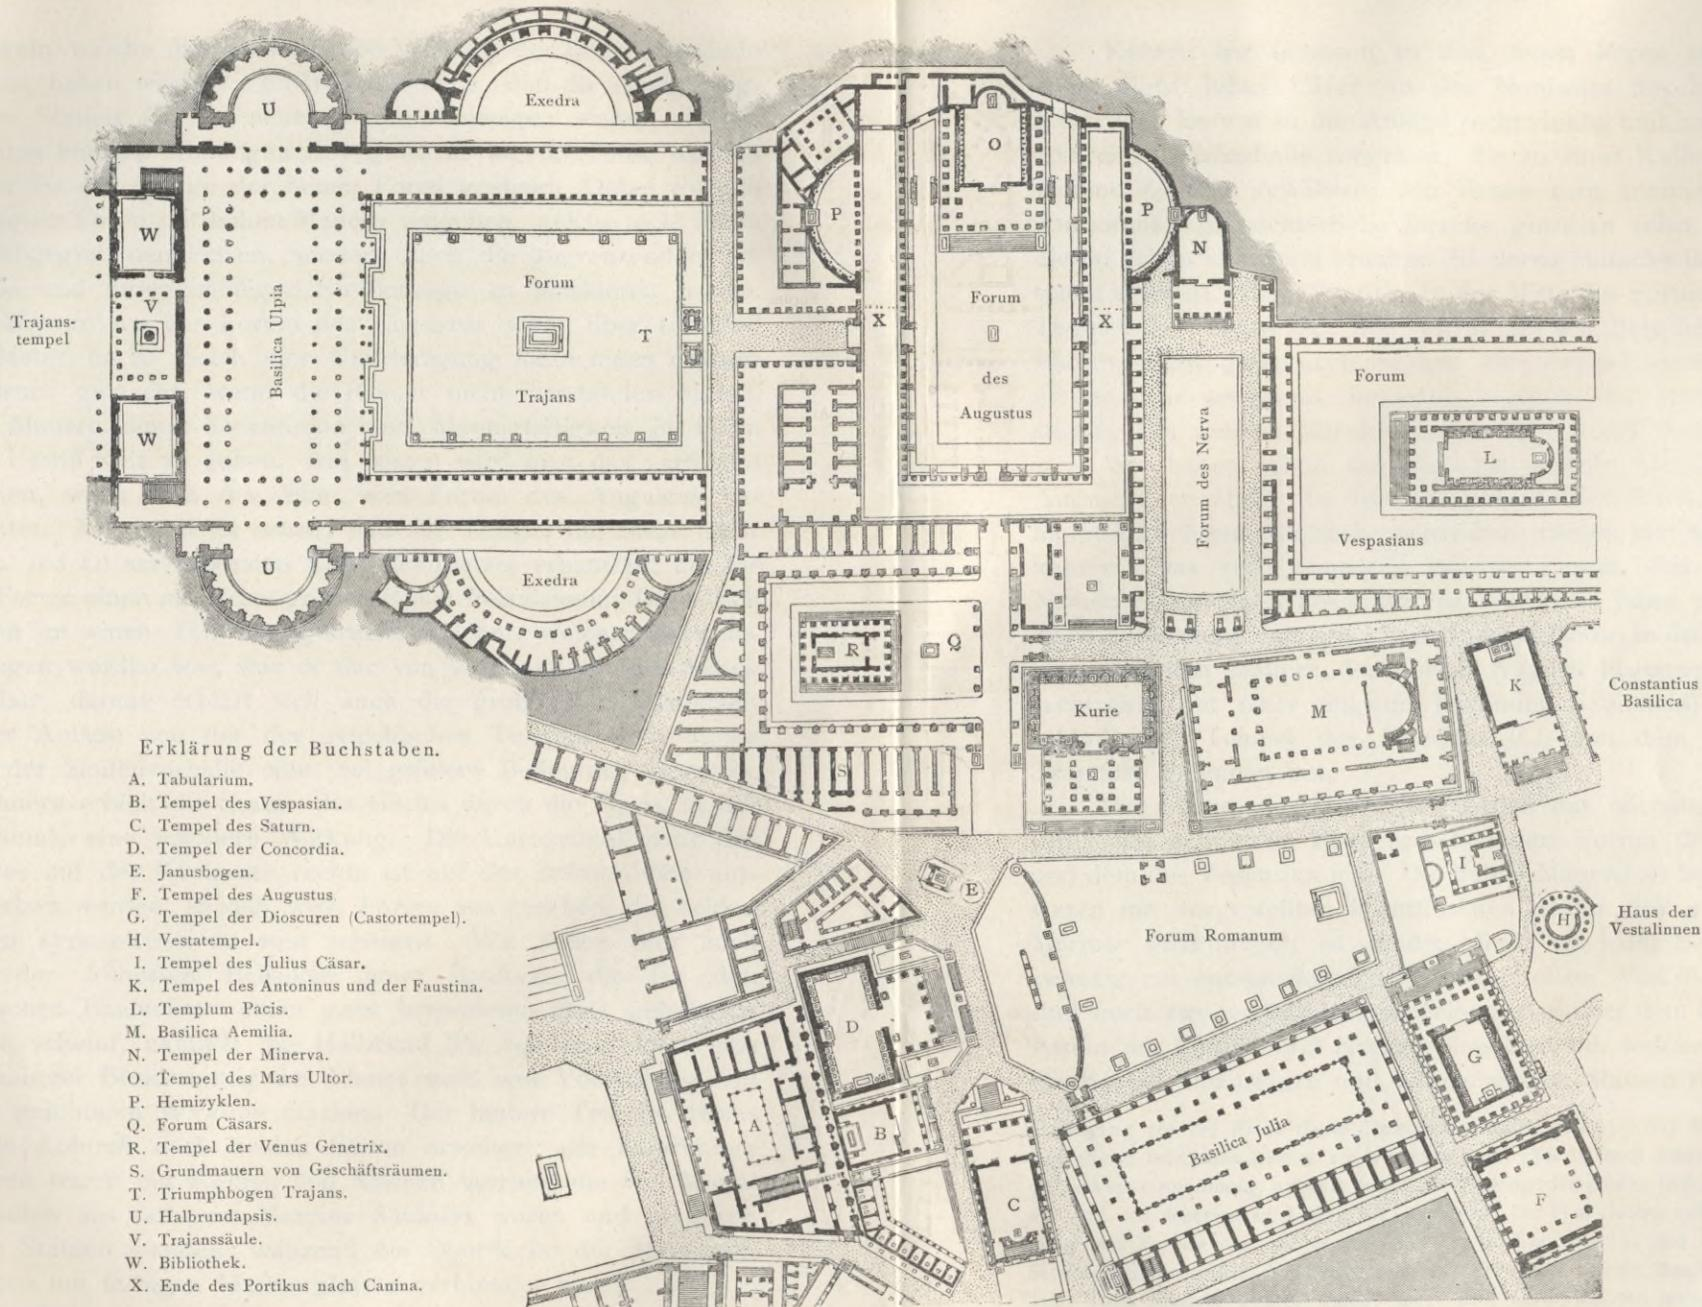 U
Exedra
O
P
P
W
N
Trajans-
tempel
V
Basilica Ulpia
Forum
T
Trajans
X
Forum
des
Augustus
X
Forum des Nerva
Forum
L
Vespasians
W
U
Exedra
R
Q
S
Kurie
M
K
Constantius
Basilica
I
H
Haus der
Vestalinnen
E
Forum Romanum
D
G
A
B
C
Basilica Julia
F
Erklärung der Buchstaben.
A. Tabularium.
B. Tempel des Vespasian.
C. Tempel des Saturn.
D. Tempel der Concordia.
E. Janusbogen.
F. Tempel des Augustus
G. Tempel der Dioscuren (Castortempel).
H. Vestatempel.
I. Tempel des Julius Cäsar.
K. Tempel des Antoninus und der Faustina.
L. Templum Pacis.
M. Basilica Aemilia.
N. Tempel der Minerva.
O. Tempel des Mars Ultor.
P. Hemizyklen.
Q. Forum Cäsars.
R. Tempel der Venus Genetrix.
S. Grundmauern von Geschäftsräumen.
T. Triumphbogen Trajans.
U. Halbrundapsis.
V. Trajanssäule.
W. Bibliothek.
X. Ende des Portikus nach Canina.